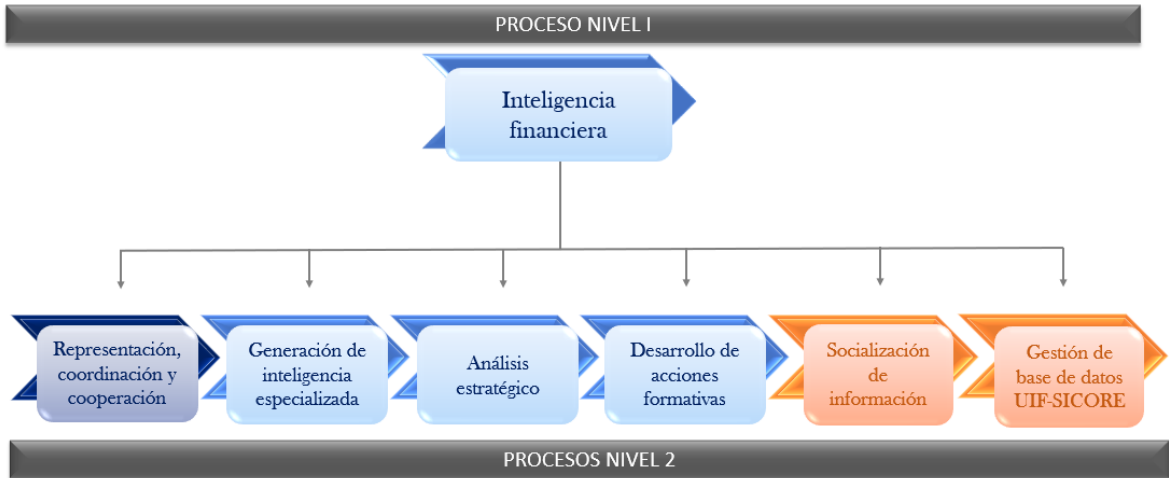 PROCESO NIVEL I
Inteligencia
financiera
Representación,
coordinación y
cooperación
Generación de
inteligencia
especializada
Análisis
estratégico
Desarrollo de
acciones
formativas
Socialización
de
información
Gestión de
base de datos
UIF-SICORE
PROCESOS NIVEL 2